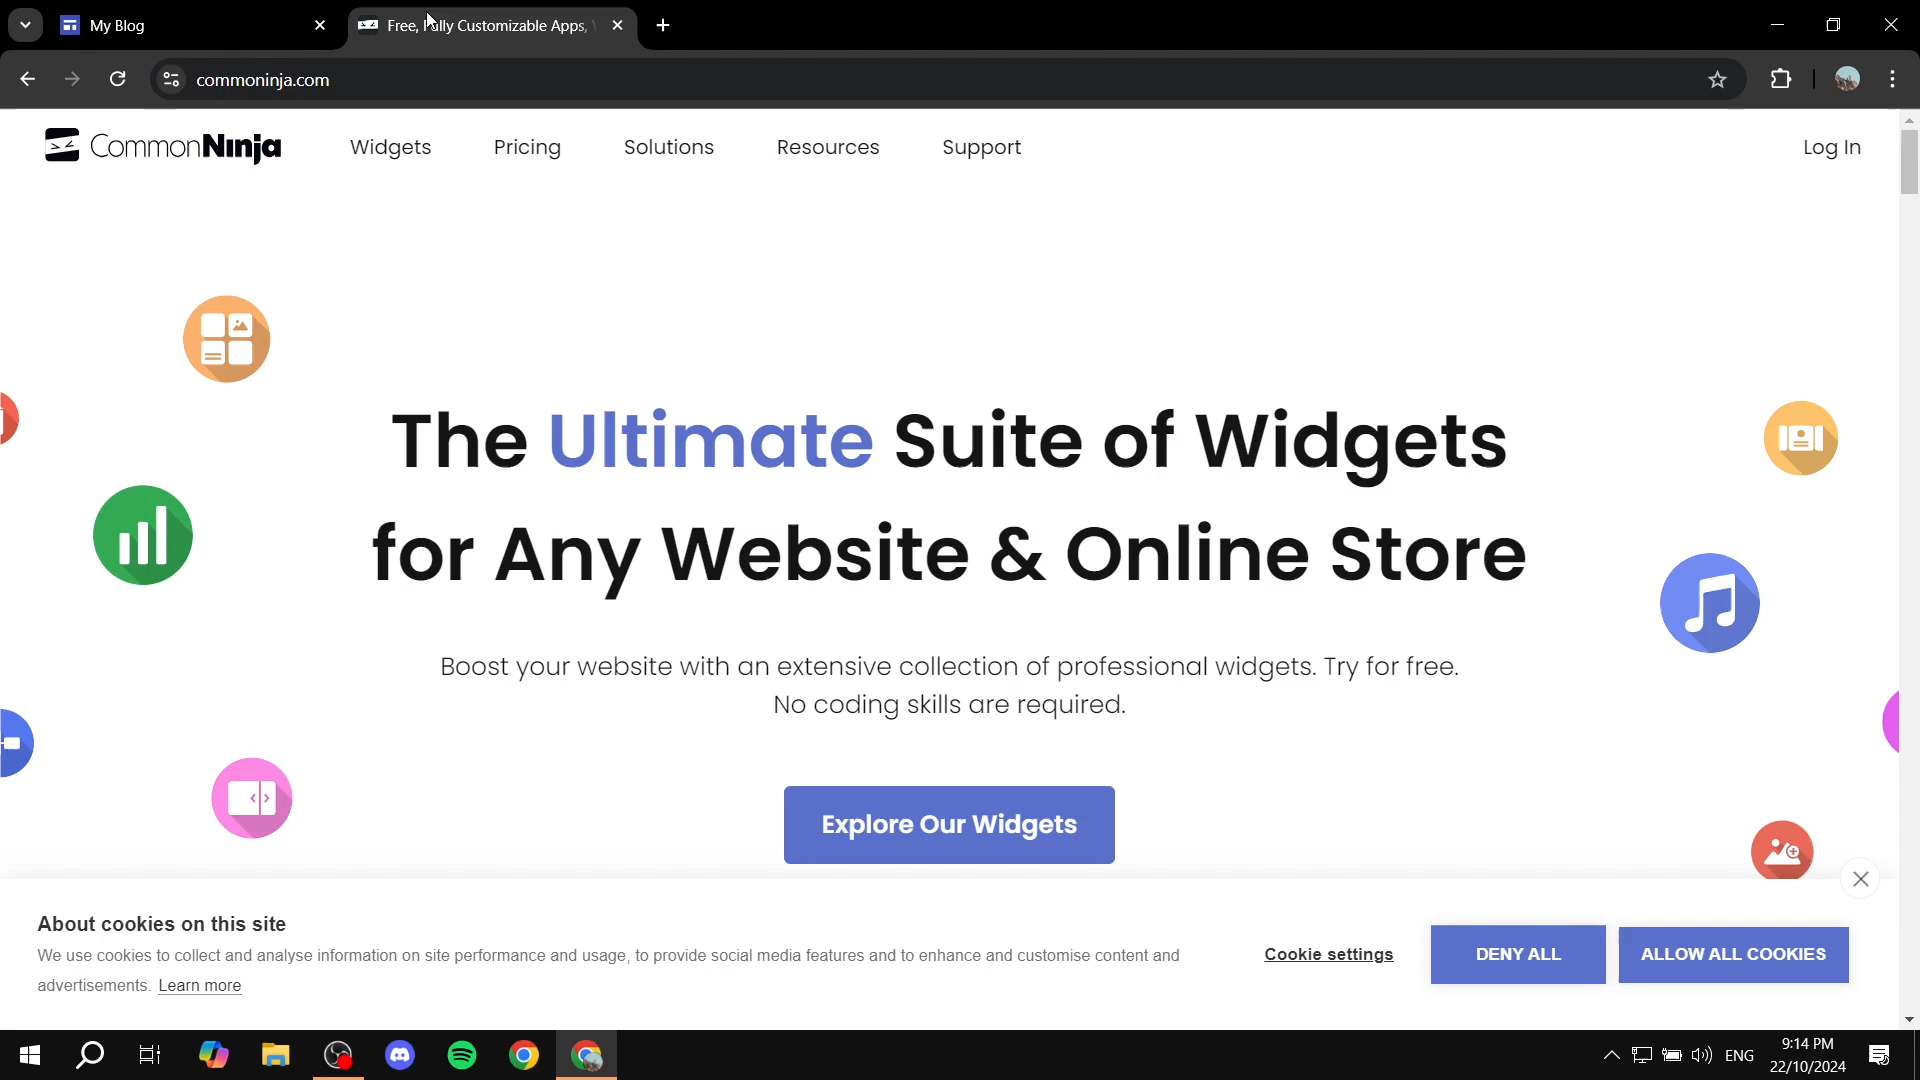 My Blog
Free, Fully Customizable Apps,
commoninja.com
CommonNinja
Widgets
Pricing
Solutions
Resources
Support
Log In
The Ultimate Suite of Widgets
for Any Website & Online Store
Boost your website with an extensive collection of professional widgets. Try for free.
No coding skills are required.
Explore Our Widgets
About cookies on this site
We use cookies to collect and analyse information on site performance and usage, to provide social media features and to enhance and customise content and
advertisements. Learn more
Cookie settings
DENY ALL
ALLOW ALL COOKIES
ENG
9:14 PM
22/10/2024